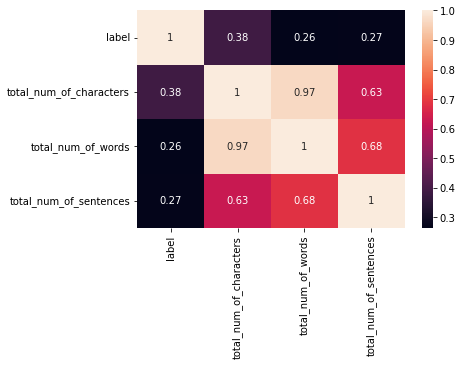 label 1 0.38 0.26 0.27
total_num_of_characters 0.38 1 0.97 0.63
total_num_of_words 0.26 0.97 1 0.68
total_num_of_sentences 0.27 0.63 0.68 1
label
total_num_of_characters
total_num_of_words
total_num_of_sentences
1.0
0.9
0.8
0.7
0.6
0.5
0.4
0.3